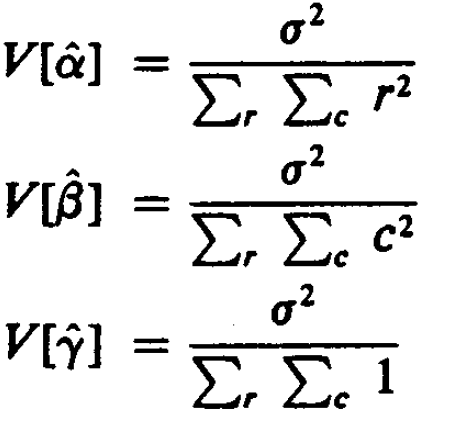 V[α̂] = σ² / ∑_r ∑_c r²
V[β̂] = σ² / ∑_r ∑_c c²
V[γ̂] = σ² / ∑_r ∑_c 1